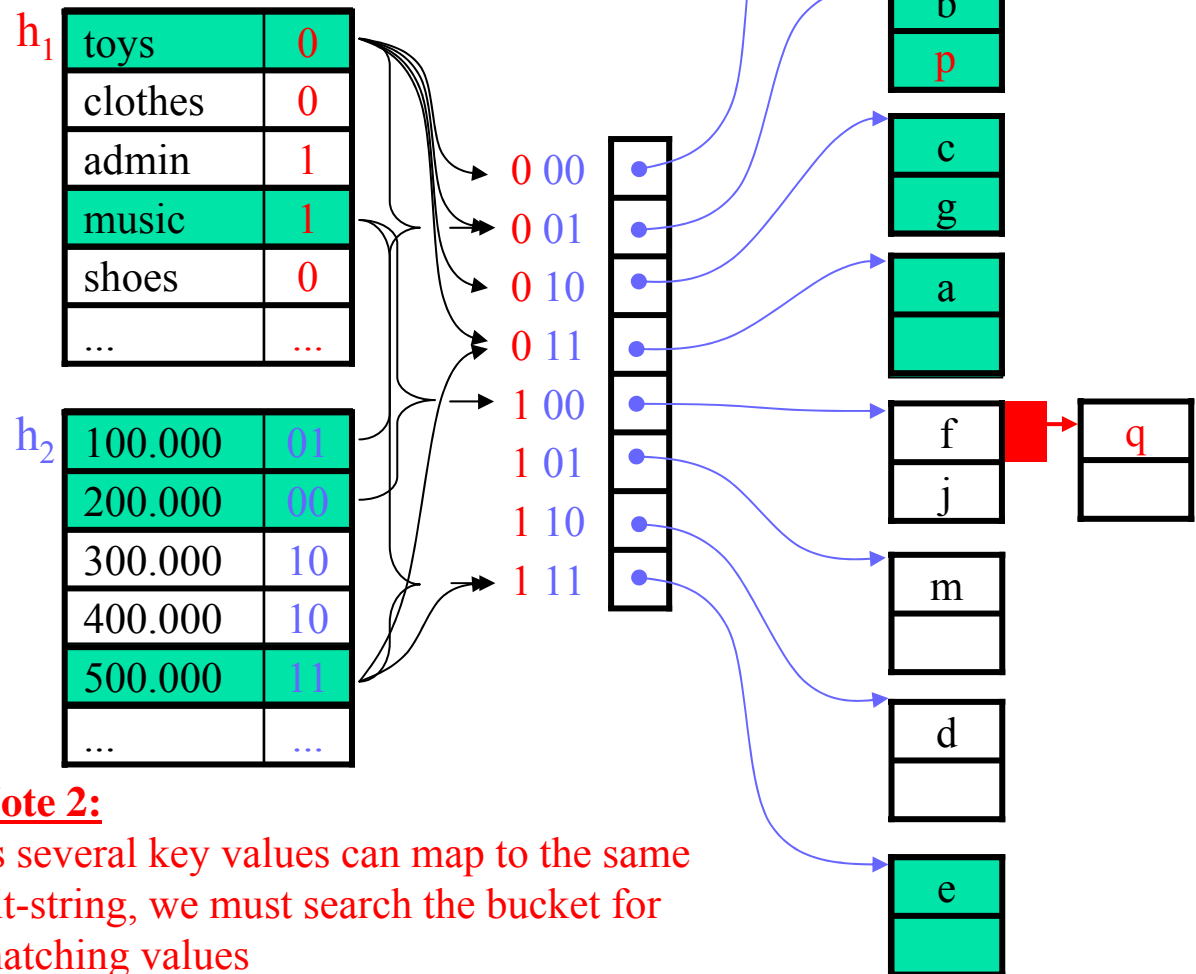 h1
toys 0
clothes 0
admin 1
music 1
shoes 0
... ...
h2
100.000 01
200.000 00
300.000 10
400.000 10
500.000 11
... ...
0 00
0 01
0 10
0 11
1 00
1 01
1 10
1 11
b
p
c
g
a
f
j
q
m
d
e
ote 2:
s several key values can map to the same
it-string, we must search the bucket for
natching values